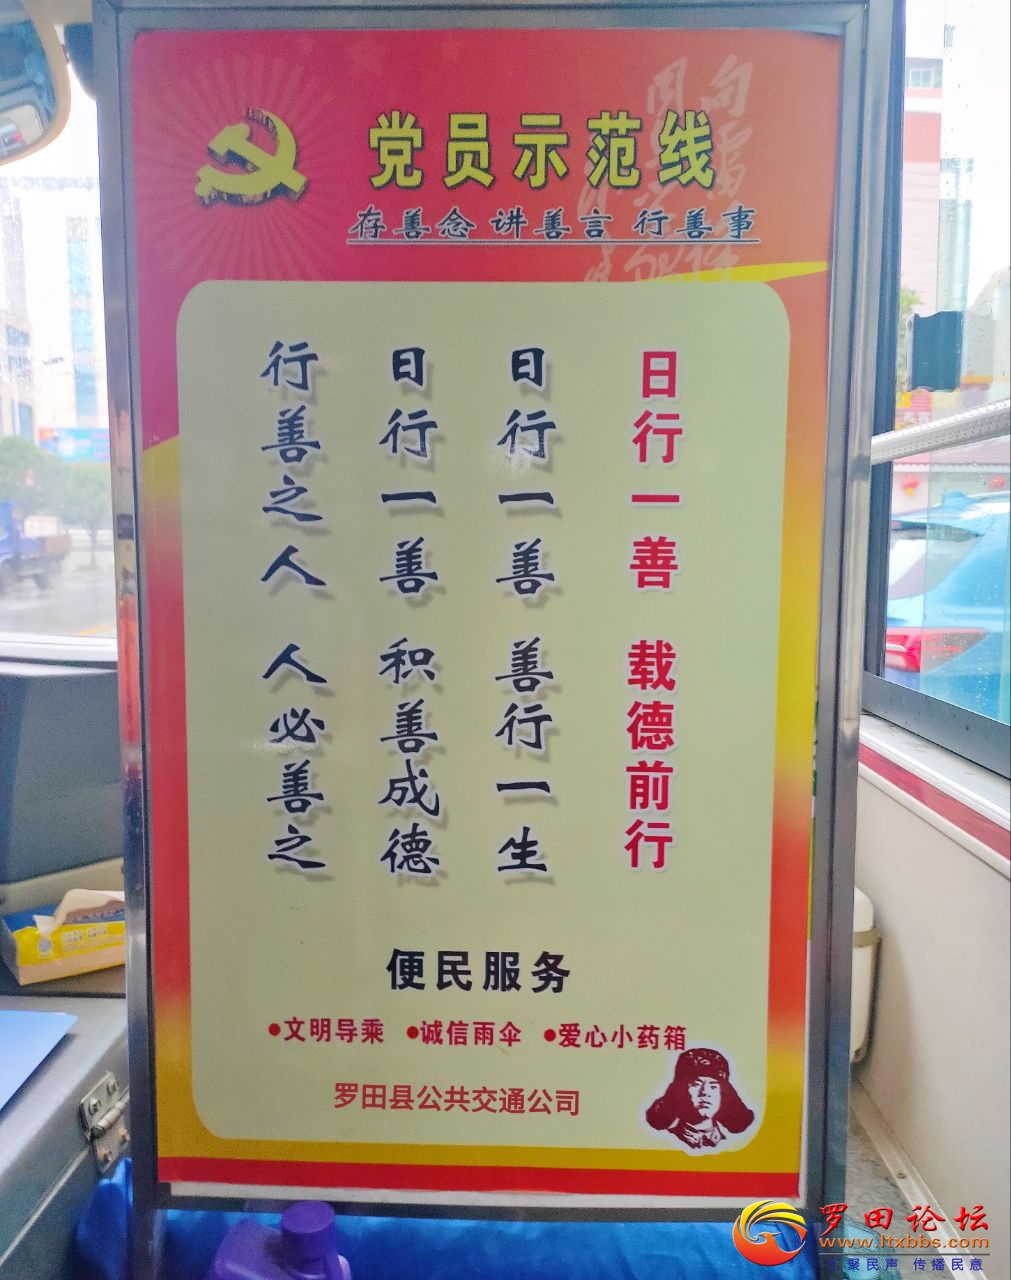 党员示范线
存善念 讲善言 行善事
日行一善 载德前行
日行一善 善行一生
日行一善 积善成德
行善之人 人必善之
便民服务
●文明导乘 ●诚信雨伞 ●爱心小药箱
罗田县公共交通公司
罗田论坛
www.ltxbbs.com
聚民声 传播民意